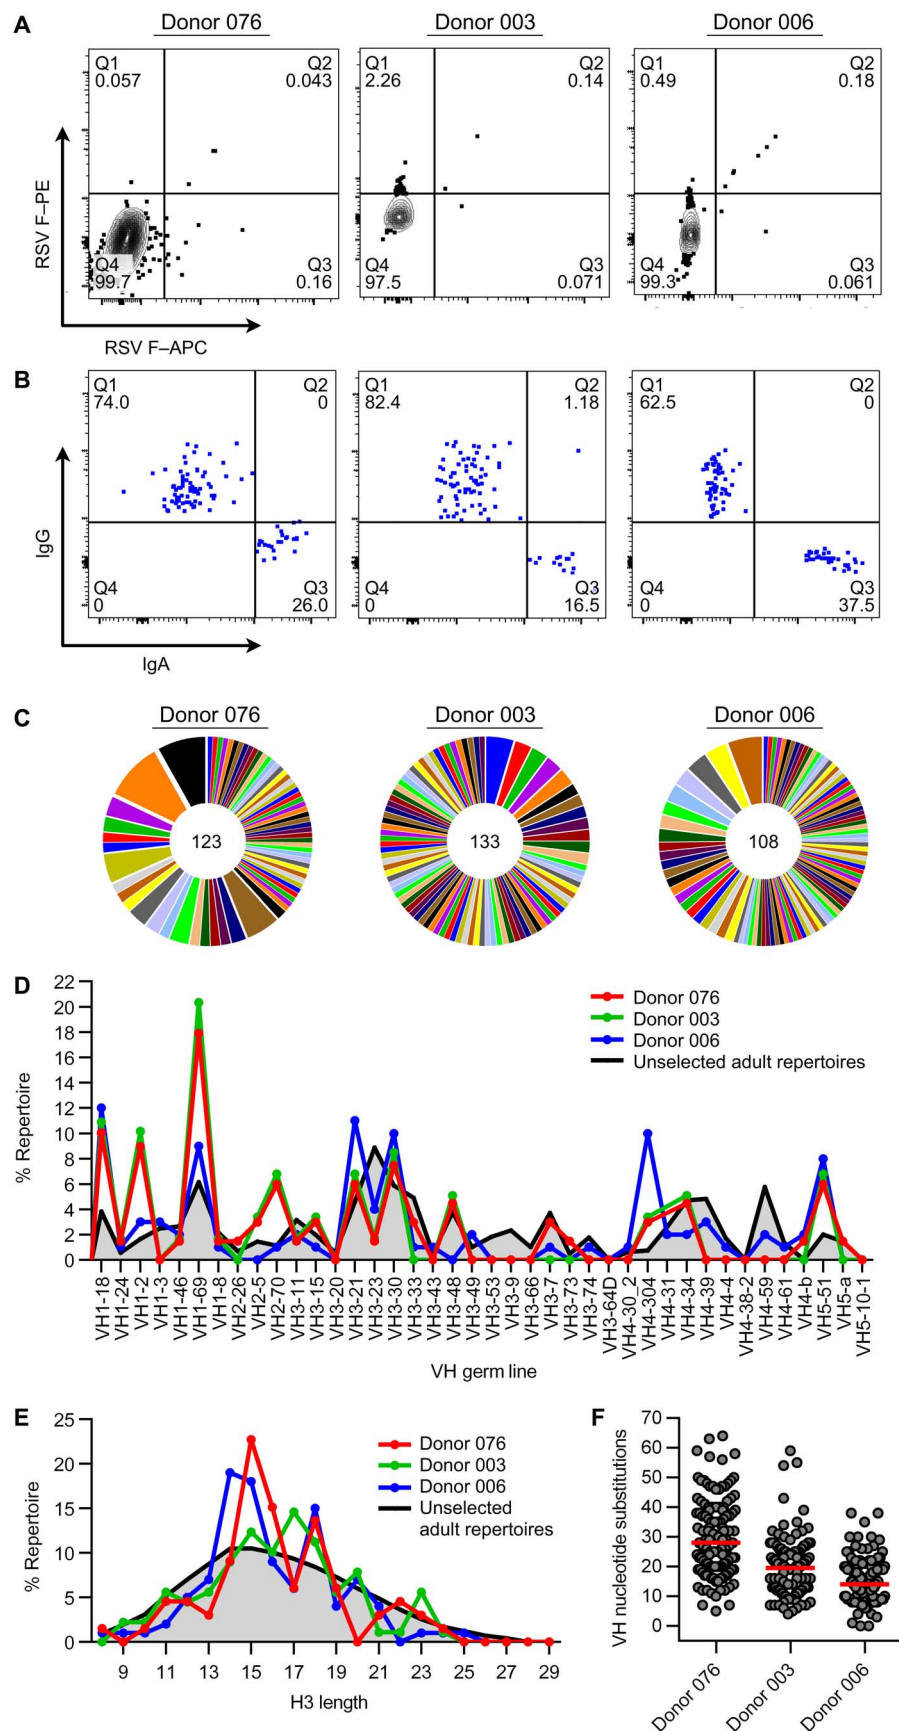 A Donor 076 Donor 003 Donor 006
Q1 Q2 Q1 Q2 Q1 Q2
0.057 0.043 2.26 0.14 0.49 0.18
RSV F–PE
Q4 Q3 Q4 Q3 Q4 Q3
99.7 0.16 97.5 0.071 99.3 0.061
RSV F–APC
B
Q1 Q2 Q1 Q2 Q1 Q2
74.0 0 82.4 1.18 62.5 0
IgG
Q4 Q3 Q4 Q3 Q4 Q3
0 26.0 0 16.5 0 37.5
IgA
C Donor 076 Donor 003 Donor 006
123 133 108
D
22
20
18
16
14
12
10
8
6
4
2
0
% Repertoire
Donor 076
Donor 003
Donor 006
Unselected adult repertoires
VH1-18
VH1-24
VH1-2
VH1-3
VH1-46
VH1-69
VH1-8
VH2-26
VH2-5
VH2-70
VH3-11
VH3-15
VH3-20
VH3-21
VH3-23
VH3-30
VH3-33
VH3-43
VH3-48
VH3-49
VH3-53
VH3-9
VH3-66
VH3-7
VH3-73
VH3-74
VH3-64D
VH4-30_2
VH4-304
VH4-31
VH4-34
VH4-39
VH4-4
VH4-38-2
VH4-59
VH4-61
VH4-b
VH5-51
VH5-a
VH5-10-1
VH germ line
E
25
20
15
10
5
0
% Repertoire
Donor 076
Donor 003
Donor 006
Unselected
adult repertoires
9 11 13 15 17 19 21 23 25 27 29
H3 length
F
70
60
50
40
30
20
10
0
VH nucleotide substitutions
Donor 076
Donor 003
Donor 006